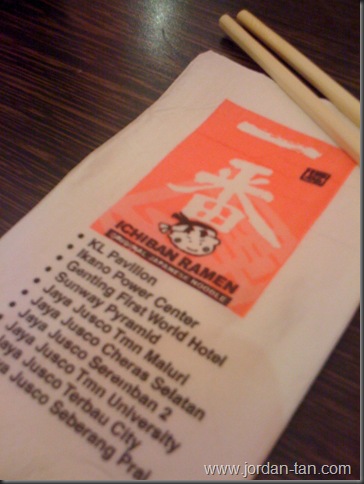 一番
ICHIBAN RAMEN
ORIGINAL JAPANESE NOODLE
• KL Pavilion
• Ikano Power Center
• Genting First World Hotel
• Sunway Pyramid
• Jaya Jusco Tmn Maluri
• Jaya Jusco Cheras Selatan
• Jaya Jusco Seremban 2
Jaya Jusco Tmn University
Jaya Jusco Terbau City
Jusco Seberang Prai
www.jordan-tan.com